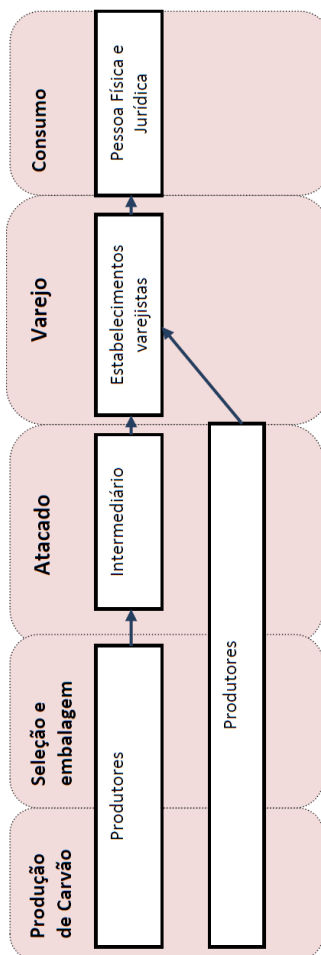 Produção
de Carvão
Seleção e
embalagem
Atacado
Varejo
Consumo
Produtores
Intermediário
Estabelecimentos
varejistas
Pessoa Física e
Jurídica
Produtores